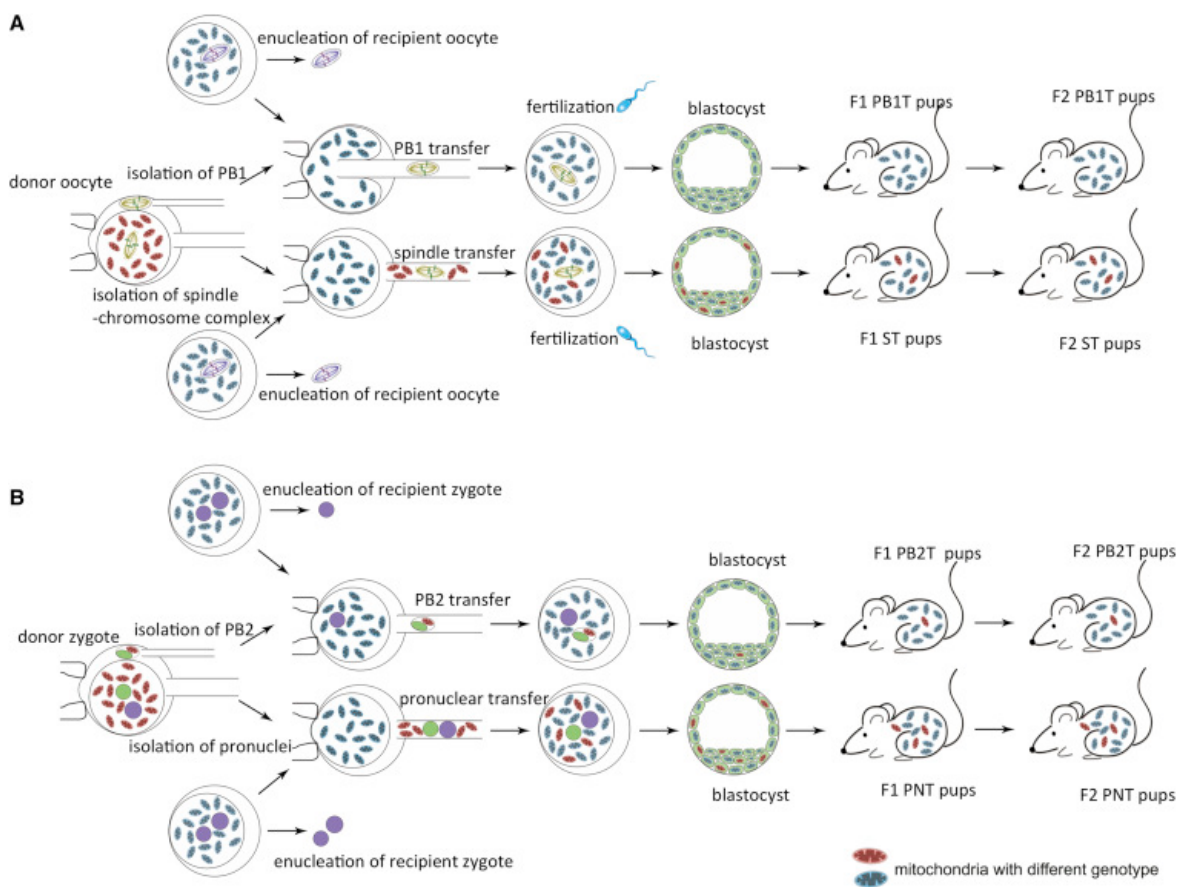 A
enucleation of recipient oocyte
fertilization
blastocyst
F1 PB1T pups
F2 PB1T pups
PB1 transfer
isolation of PB1
donor oocyte
spindle transfer
isolation of spindle
-chromosome complex
fertilization
blastocyst
F1 ST pups
F2 ST pups
enucleation of recipient oocyte
B
enucleation of recipient zygote
blastocyst
F1 PB2T pups
F2 PB2T pups
PB2 transfer
isolation of PB2
donor zygote
pronuclear transfer
isolation of pronuclei
blastocyst
F1 PNT pups
F2 PNT pups
enucleation of recipient zygote
mitochondria with different genotype